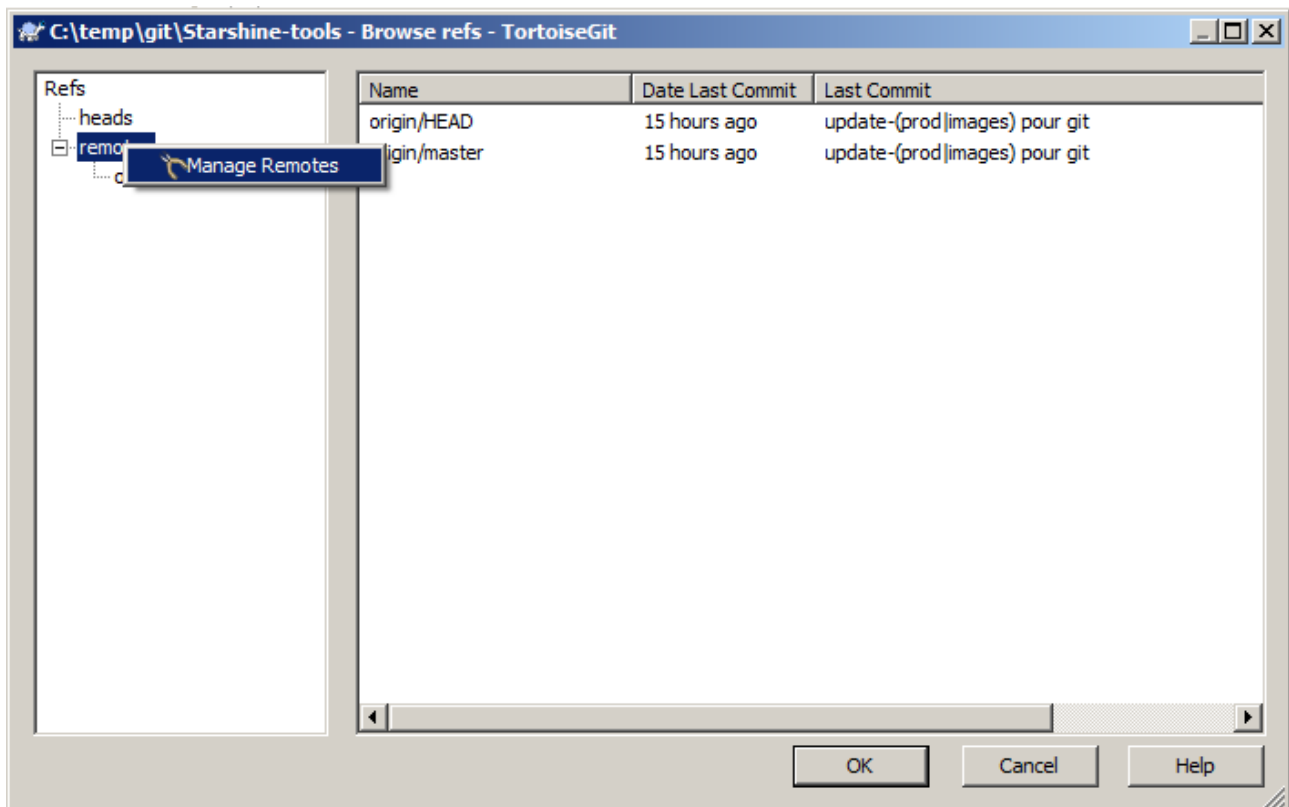 C:\temp\git\Starshine-tools - Browse refs - TortoiseGit
Refs
heads
Manage Remotes
Name Date Last Commit Last Commit
origin/HEAD 15 hours ago update-(prod|images) pour git
15 hours ago update-(prod|images) pour git
OK Cancel Help